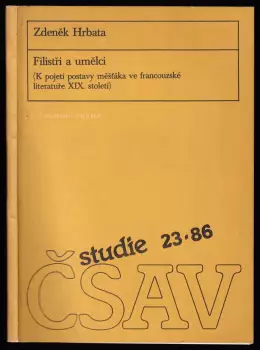 Zdeněk Hrbata
Filistři a umělci
(K pojetí postavy měšťáka ve francouzské
literatuře XIX. století)
studie 23·86
ČSAV